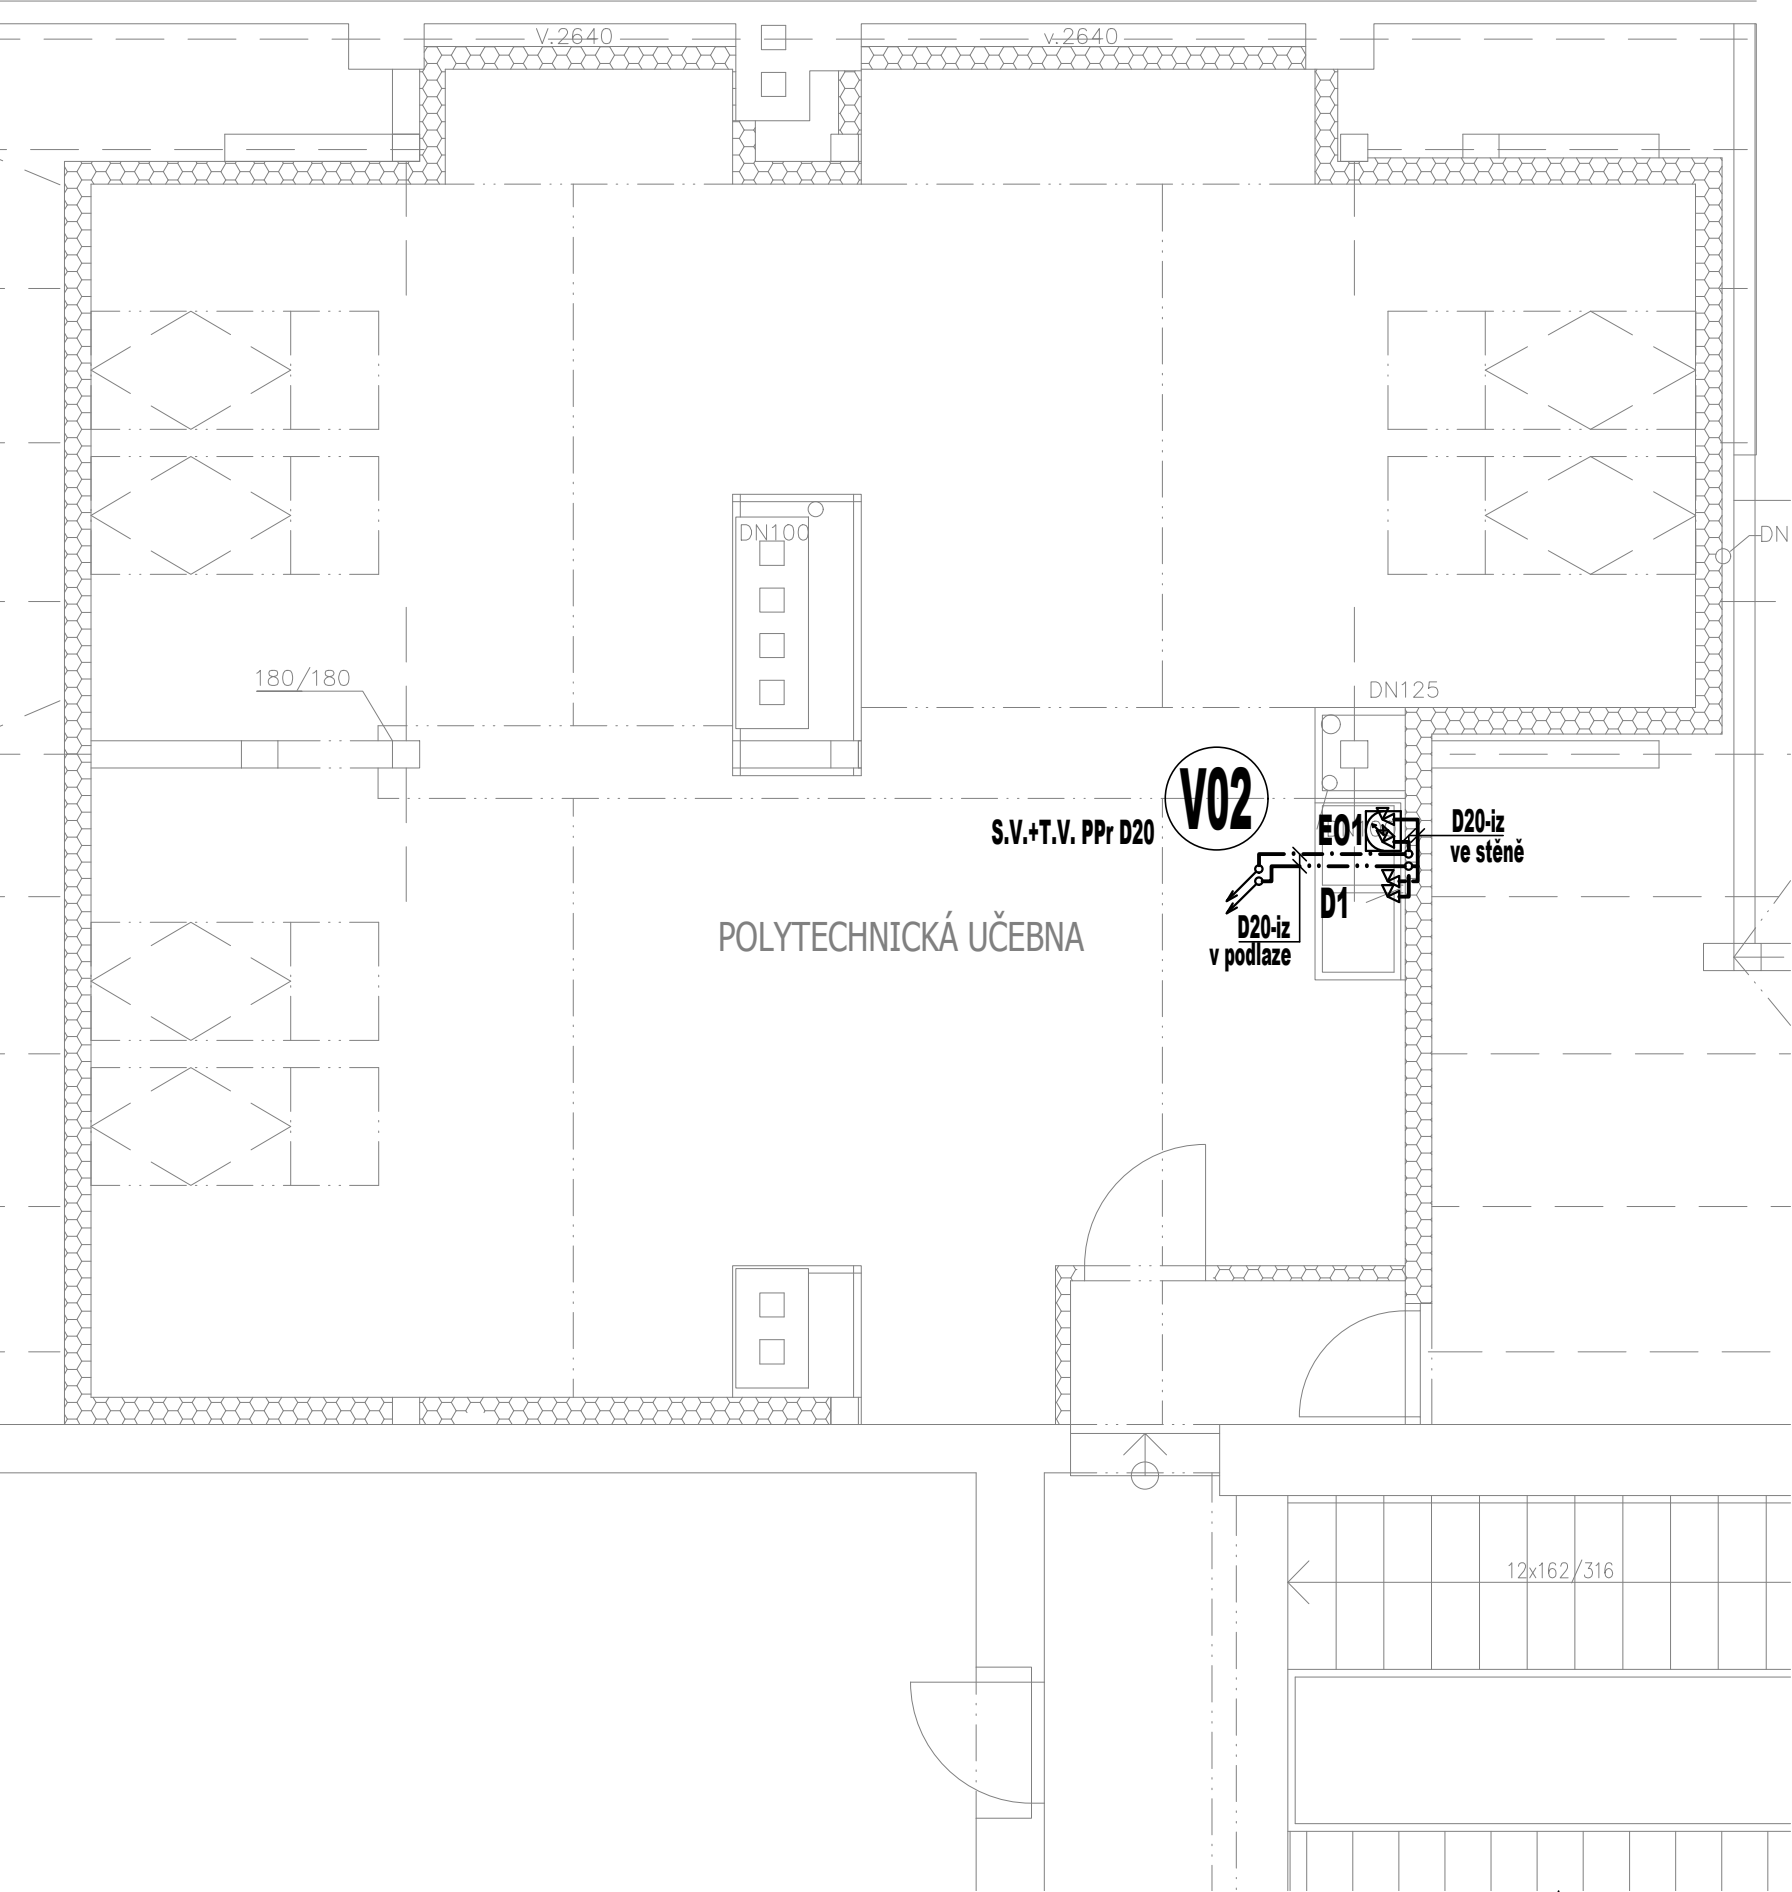 V.2640
v.2640
DN100
DN
180/180
DN125
V02
S.V.+T.V. PPr D20
EO1
D20-iz
ve stěně
D1
D20-iz
v podlaze
POLYTECHNICKÁ UČEBNA
12x162/316